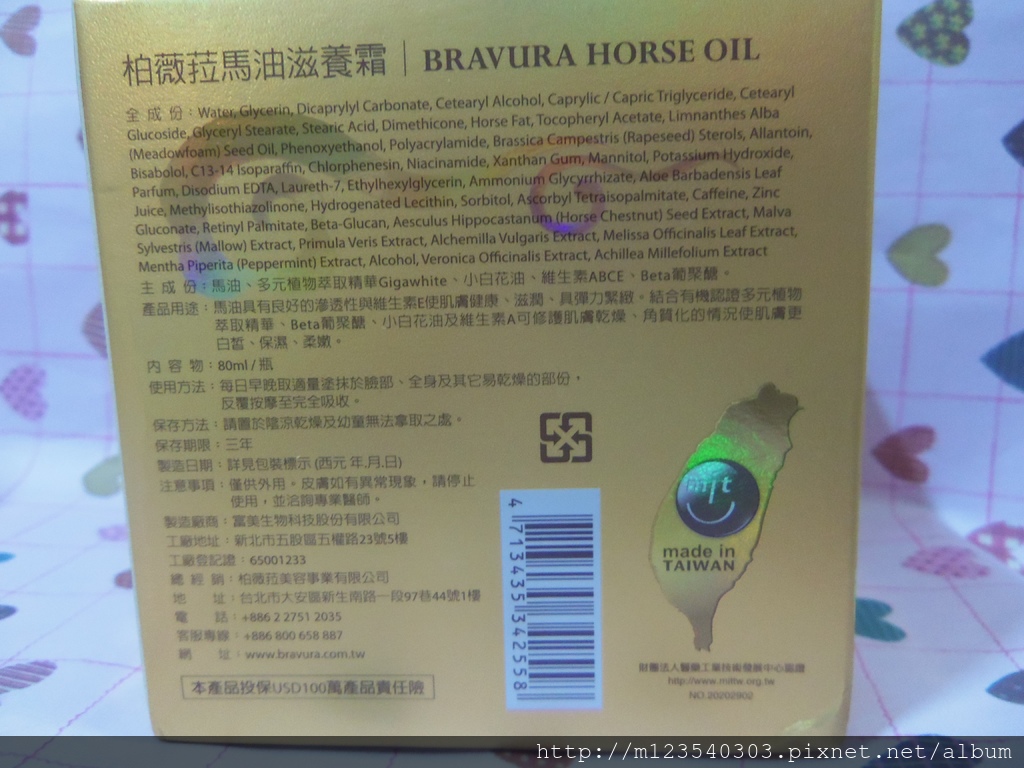 柏薇菈馬油滋養霜 | BRAVURA HORSE OIL
全成份：Water, Glycerin, Dicaprylyl Carbonate, Cetearyl Alcohol, Caprylic / Capric Triglyceride, Cetearyl
Glucoside, Glyceryl Stearate, Stearic Acid, Dimethicone, Horse Fat, Tocopheryl Acetate, Limnanthes Alba
(Meadowfoam) Seed Oil, Phenoxyethanol, Polyacrylamide, Brassica Campestris (Rapeseed) Sterols, Allantoin,
Bisabolol, C13-14 Isoparaffin, Chlorphenesin, Niacinamide, Xanthan Gum, Mannitol, Potassium Hydroxide,
Parfum, Disodium EDTA, Laureth-7, Ethylhexylglycerin, Ammonium Glycyrrhizate, Aloe Barbadensis Leaf
Juice, Methylisothiazolinone, Hydrogenated Lecithin, Sorbitol, Ascorbyl Tetraisopalmitate, Caffeine, Zinc
Gluconate, Retinyl Palmitate, Beta-Glucan, Aesculus Hippocastanum (Horse Chestnut) Seed Extract, Malva
Sylvestris (Mallow) Extract, Primula Veris Extract, Alchemilla Vulgaris Extract, Melissa Officinalis Leaf Extract,
Mentha Piperita (Peppermint) Extract, Alcohol, Veronica Officinalis Extract, Achillea Millefolium Extract
主成份：馬油、多元植物萃取精華Gigawhite、小白花油、維生素ABCE、Beta葡聚醣。
產品用途：馬油具有良好的滲透性與維生素E使肌膚健康、滋潤、具彈力緊緻。結合有機認證多元植物
萃取精華、Beta葡聚醣、小白花油及維生素A可修護肌膚乾燥、角質化的情況使肌膚更
白皙、保濕、柔嫩。
內容物：80ml / 瓶
使用方法：每日早晚取適量塗抹於臉部、全身及其它易乾燥的部份，
反覆按摩至完全吸收。
保存方法：請置於陰涼乾燥及幼童無法拿取之處。
保存期限：三年
製造日期：詳見包裝標示 (西元 年.月.日)
注意事項：僅供外用。皮膚如有異常現象，請停止
使用，並洽詢專業醫師。
製造廠商：富美生物科技股份有限公司
工廠地址：新北市五股區五權路23號5樓
工廠登記證：65001233
總經銷：柏薇菈美容事業有限公司
地址：台北市大安區新生南路一段97巷44號1樓
電話：+886 2 2751 2035
客服專線：+886 800 658 887
網址：www.bravura.com.tw
本產品投保USD100萬產品責任險
4 713435 342558
mit
made in
TAIWAN
財團法人醫藥工業技術發展中心監證
http://www.mittw.org.tw
NO.20202902
http://m123540303.pixnet.net/album